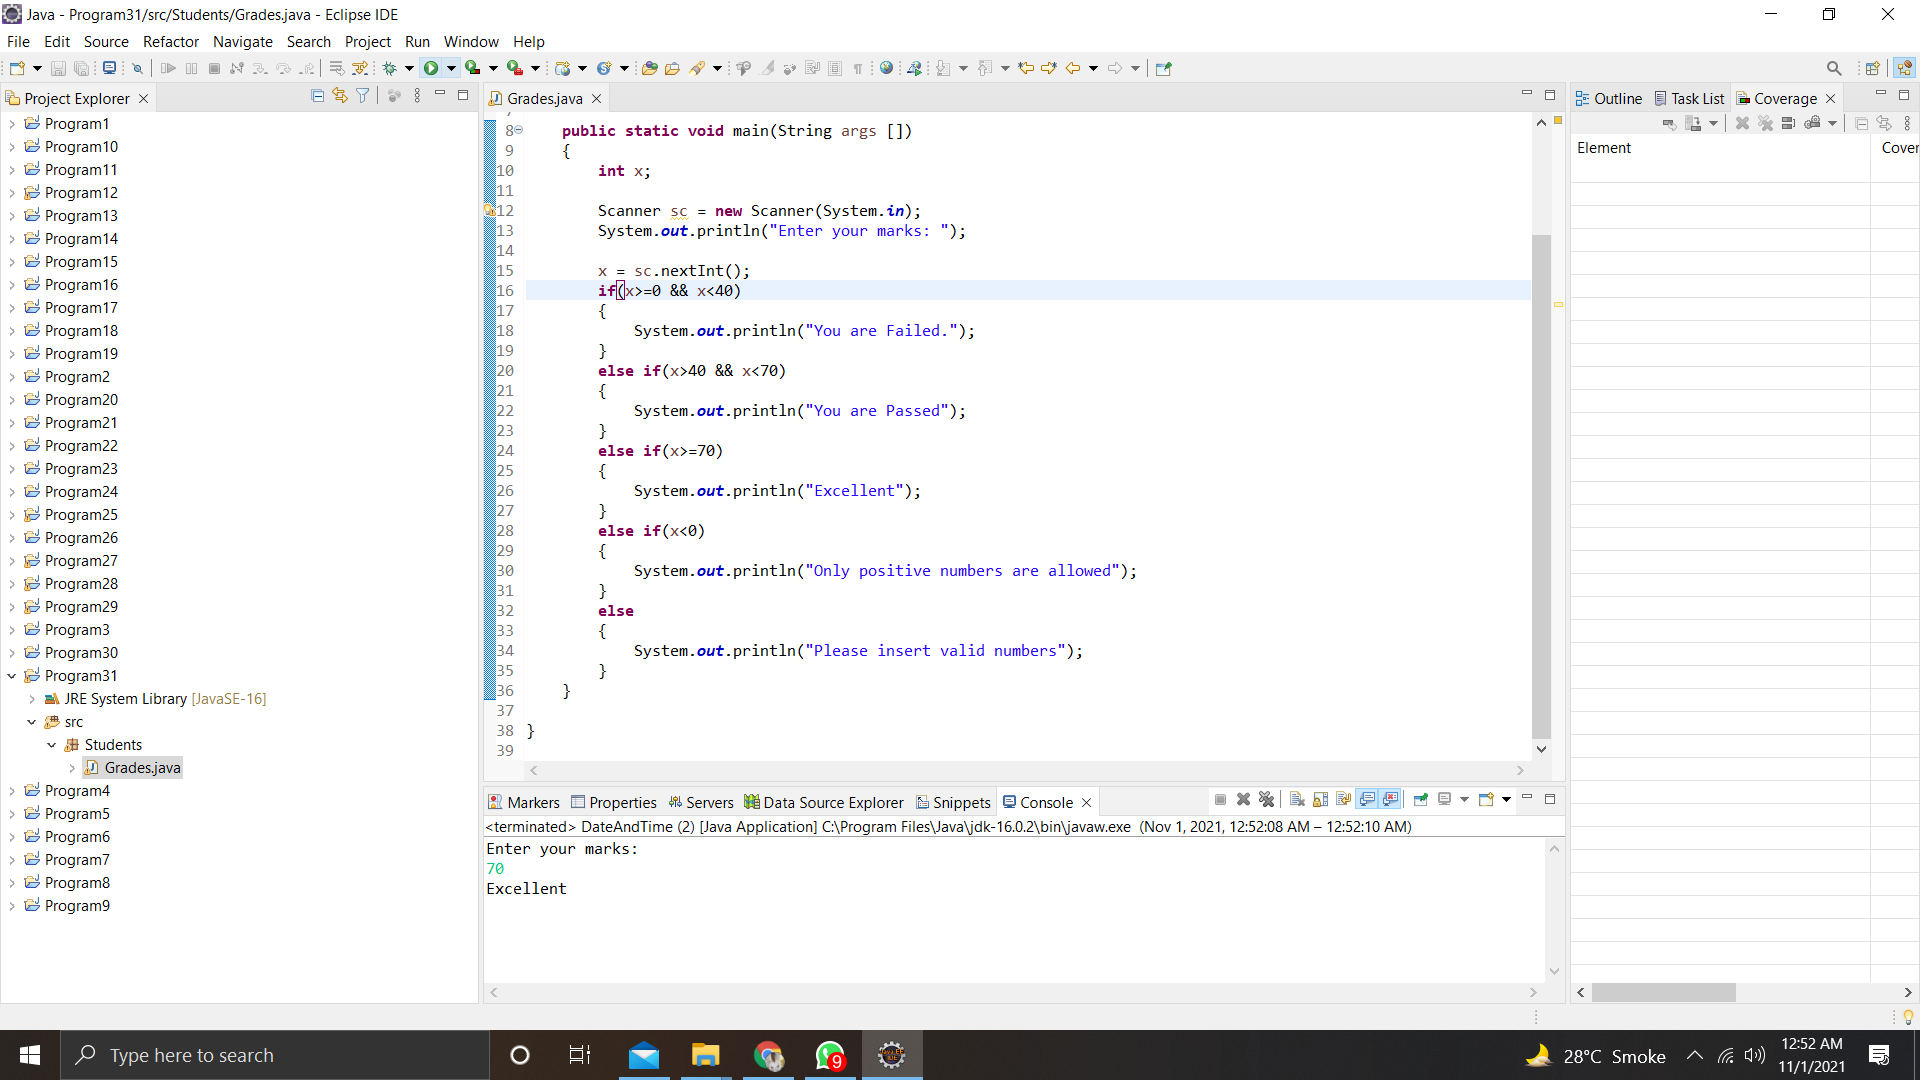 Java - Program31/src/Students/Grades.java - Eclipse IDE
File Edit Source Refactor Navigate Search Project Run Window Help
Project Explorer
Program1
Program10
Program11
Program12
Program13
Program14
Program15
Program16
Program17
Program18
Program19
Program2
Program20
Program21
Program22
Program23
Program24
Program25
Program26
Program27
Program28
Program29
Program3
Program30
Program31
JRE System Library [JavaSE-16]
src
Students
Grades.java
Program4
Program5
Program6
Program7
Program8
Program9
Grades.java
8 public static void main(String args [])
9 {
10 int x;
11
12 Scanner sc = new Scanner(System.in);
13 System.out.println("Enter your marks: ");
14
15 x = sc.nextInt();
16 if(x>=0 && x<40)
17 {
18 System.out.println("You are Failed.");
19 }
20 else if(x>40 && x<70)
21 {
22 System.out.println("You are Passed");
23 }
24 else if(x>=70)
25 {
26 System.out.println("Excellent");
27 }
28 else if(x<0)
29 {
30 System.out.println("Only positive numbers are allowed");
31 }
32 else
33 {
34 System.out.println("Please insert valid numbers");
35 }
36 }
37
38 }
39
Markers Properties Servers Data Source Explorer Snippets Console
<terminated> DateAndTime (2) [Java Application] C:\Program Files\Java\jdk-16.0.2\bin\javaw.exe (Nov 1, 2021, 12:52:08 AM – 12:52:10 AM)
Enter your marks:
70
Excellent
Outline Task List Coverage
Element Cover
Type here to search
9
28°C Smoke
12:52 AM
11/1/2021